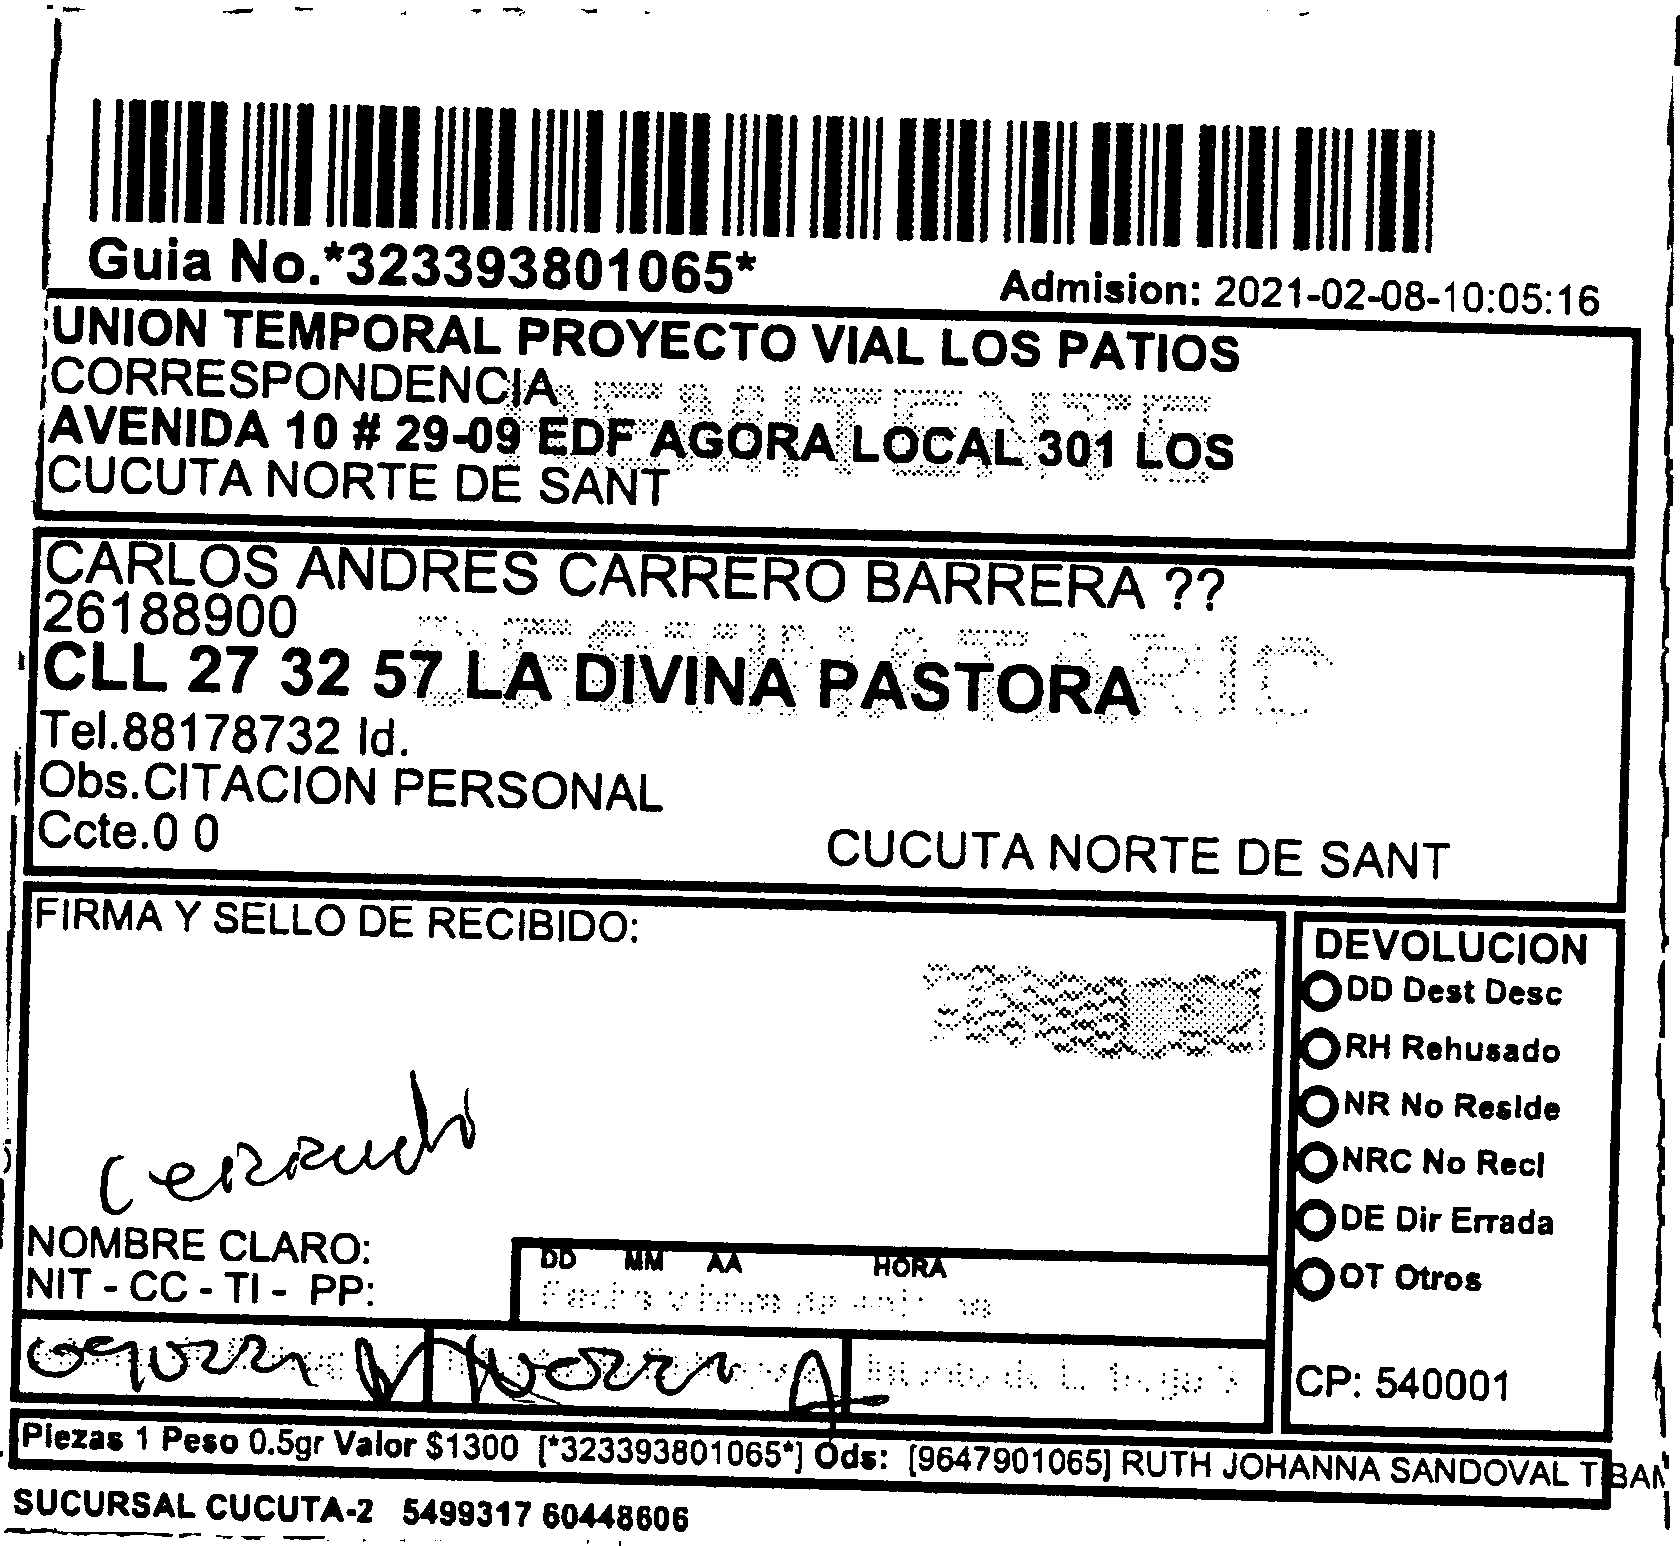 Guia No.*323393801065*
Admision: 2021-02-08-10:05:16
UNION TEMPORAL PROYECTO VIAL LOS PATIOS
CORRESPONDENCIA
REMITENTE
AVENIDA 10 # 29-09 EDF AGORA LOCAL 301 LOS
CUCUTA NORTE DE SANT
CARLOS ANDRES CARRERO BARRERA ??
26188900
DESTINATARIO
CLL 27 32 57 LA DIVINA PASTORA
Tel.88178732 Id.
Obs.CITACION PERSONAL
Ccte.0 0
CUCUTA NORTE DE SANT
FIRMA Y SELLO DE RECIBIDO:
DEVOLUCION
DD Dest Desc
RH Rehusado
NR No Reside
NRC No Recl
DE Dir Errada
OT Otros
CP: 540001
NOMBRE CLARO:
NIT - CC - TI - PP:
DD MM AA HORA
Piezas 1 Peso 0.5gr Valor $1300 [*323393801065*] Ods: [9647901065] RUTH JOHANNA SANDOVAL TIBAN
SUCURSAL CUCUTA-2 5499317 60448606